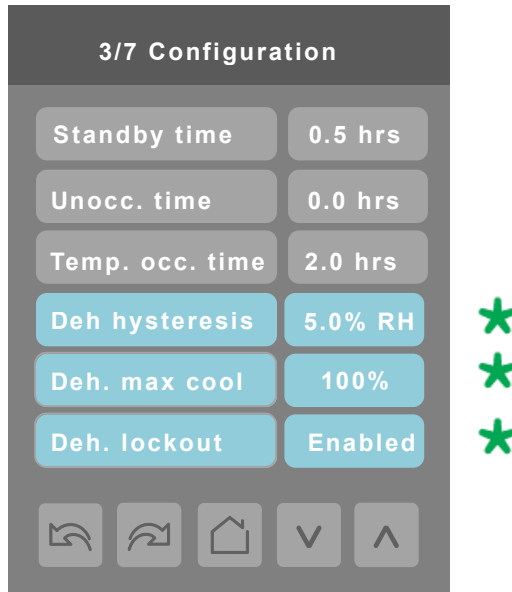 3/7 Configuration
Standby time 0.5 hrs
Unocc. time 0.0 hrs
Temp. occ. time 2.0 hrs
Deh hysteresis 5.0% RH
Deh. max cool 100%
Deh. lockout Enabled